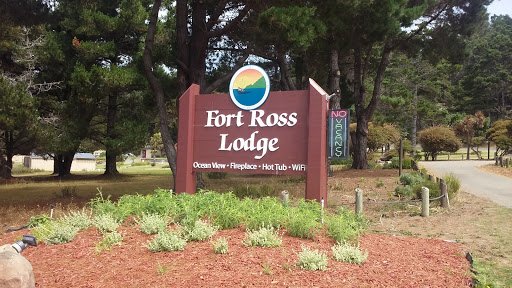 Fort Ross
Lodge
Ocean View • Fireplace • Hot Tub • WiFi
NO
VACANCY